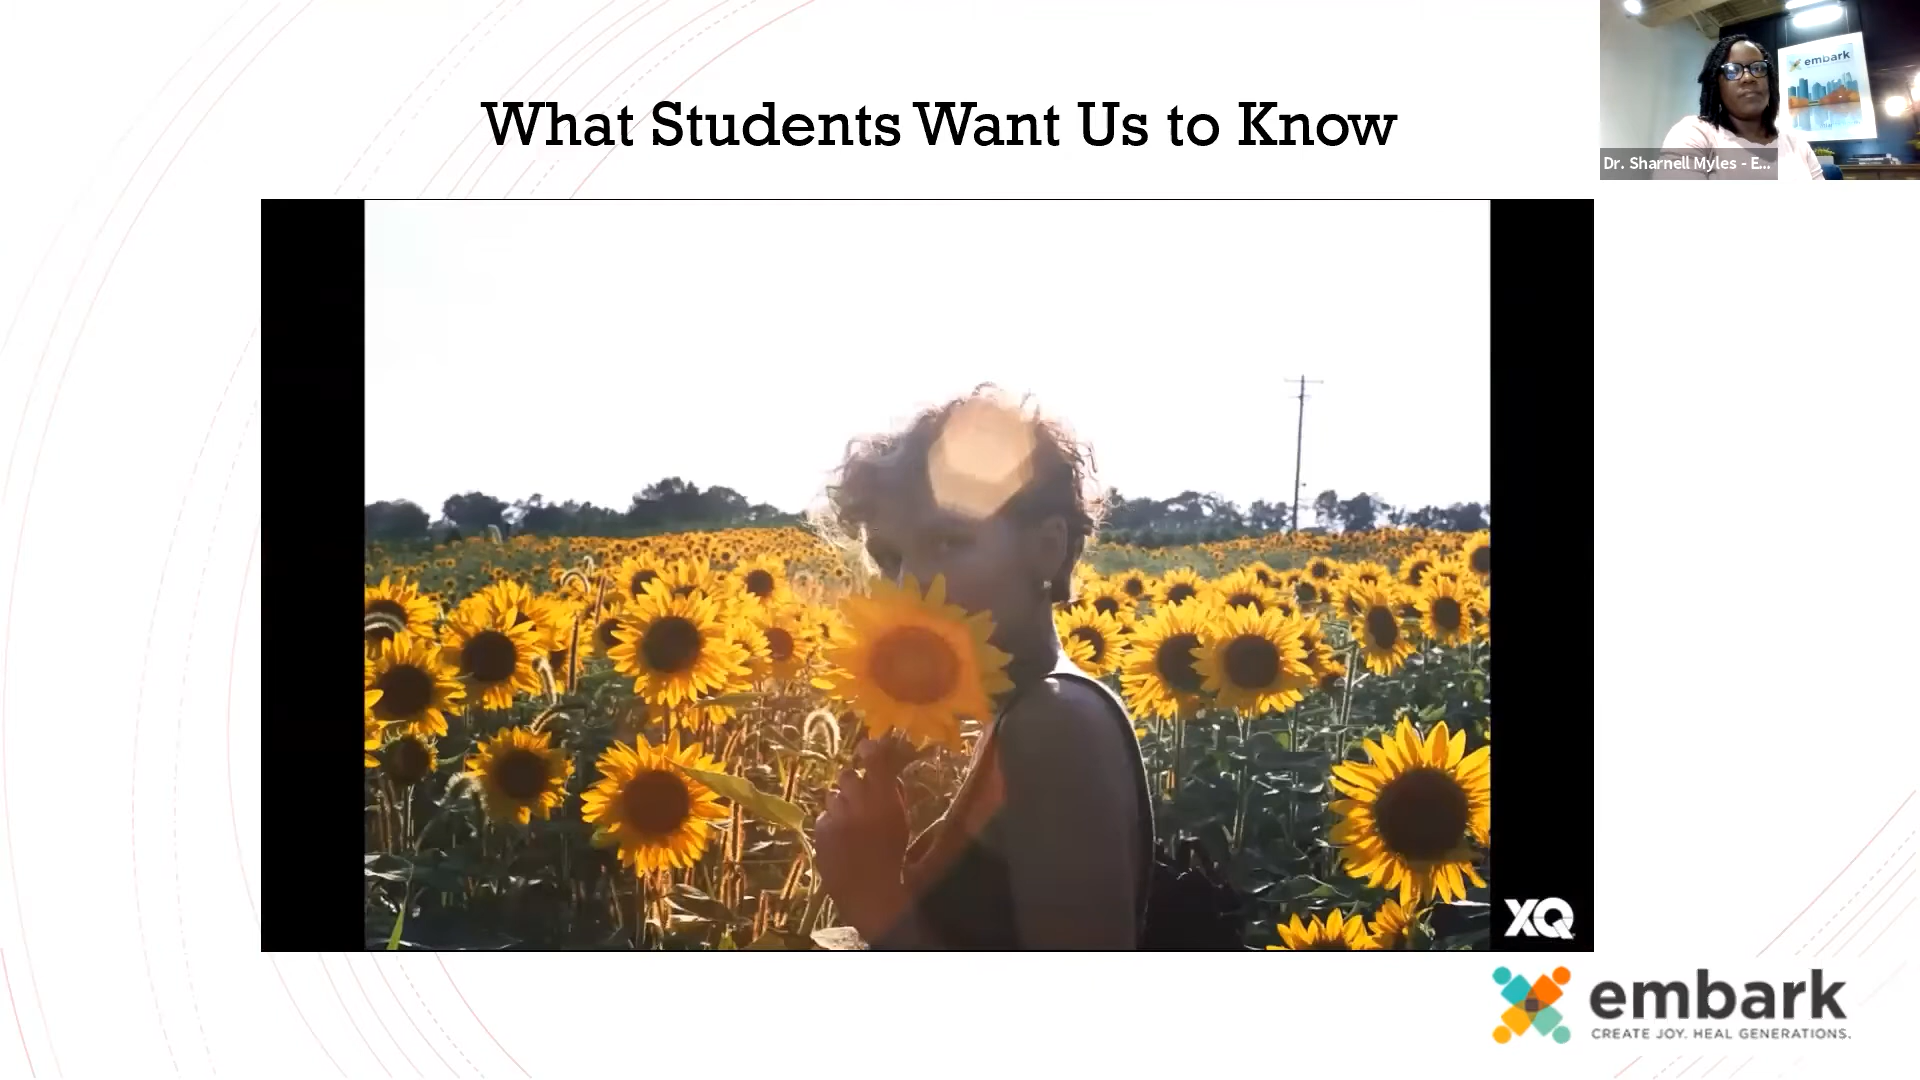 What Students Want Us to Know
embark
Dr. Sharnell Myles - E...
XQ
embark
CREATE JOY. HEAL GENERATIONS.